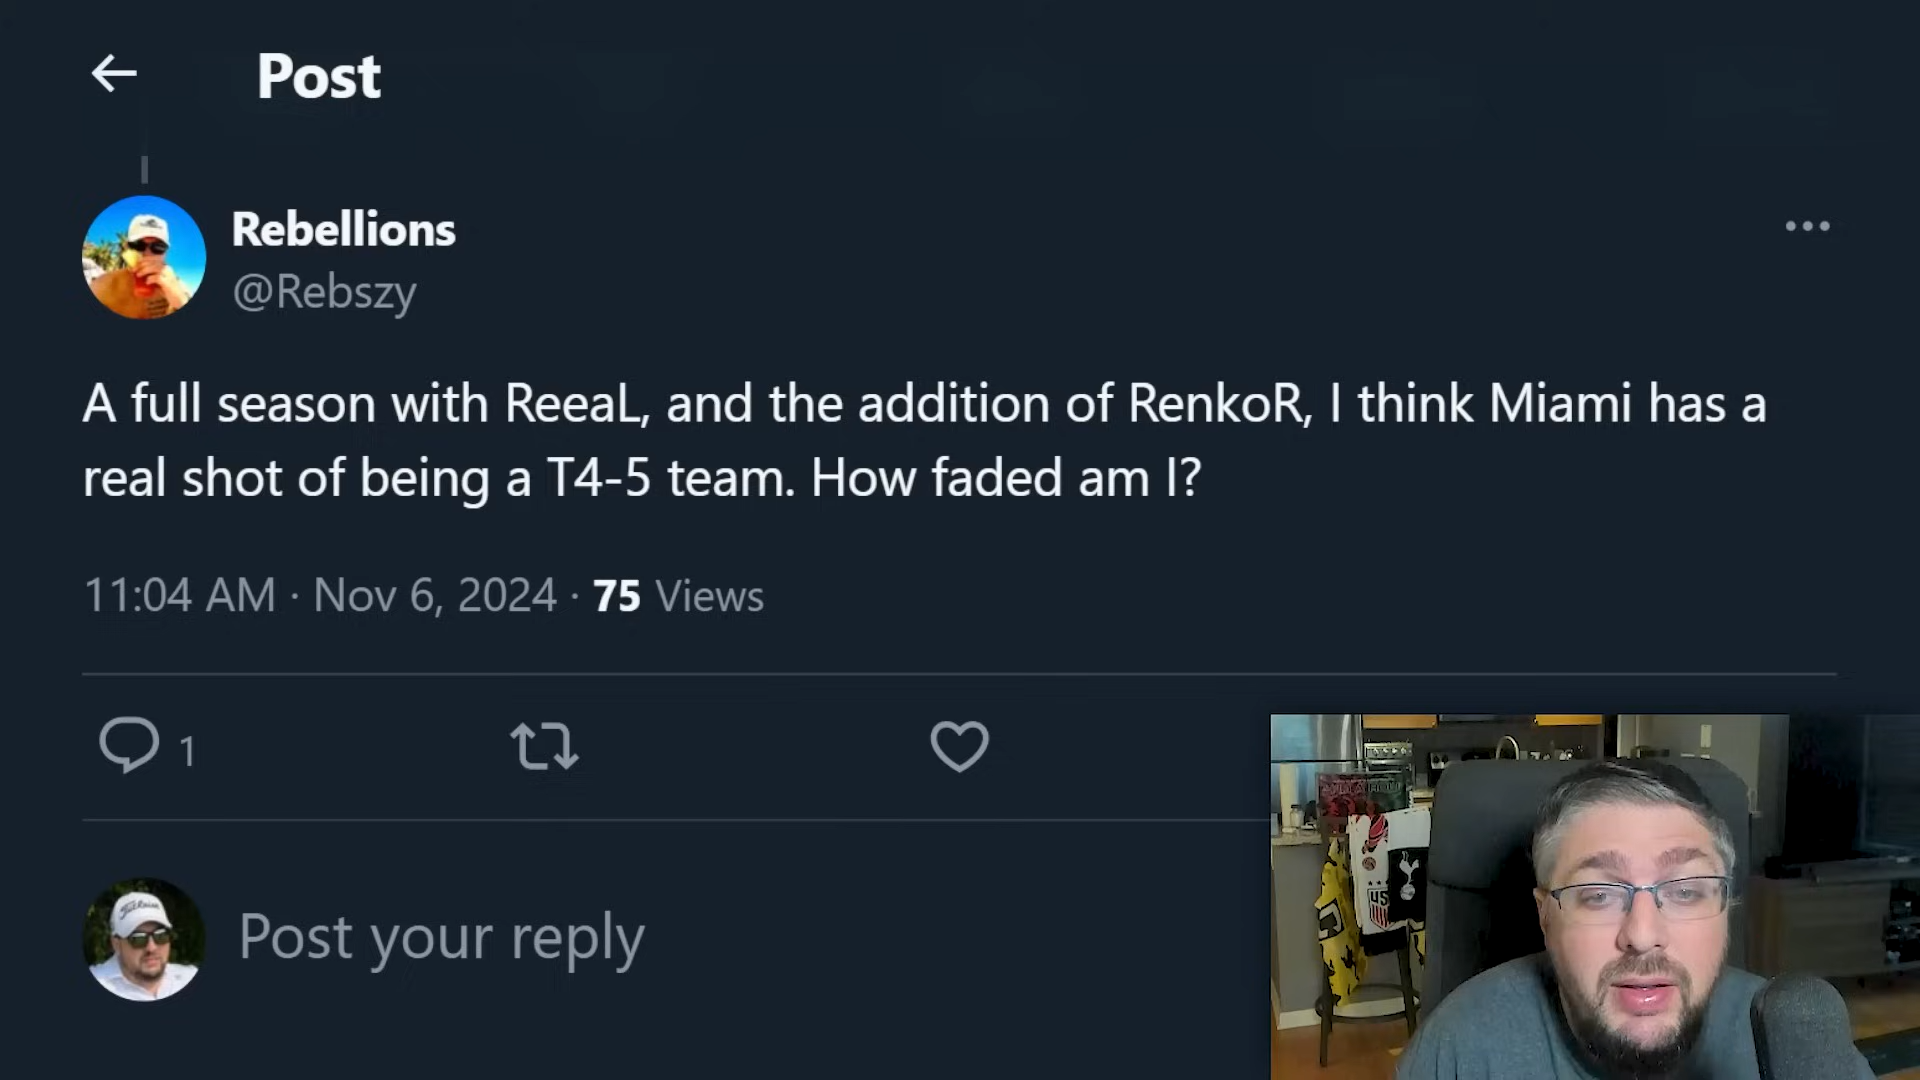 Post
Rebellions
@Rebszy
A full season with ReeaL, and the addition of RenkoR, I think Miami has a
real shot of being a T4-5 team. How faded am I?
11:04 AM · Nov 6, 2024 · 75 Views
1
Post your reply
US